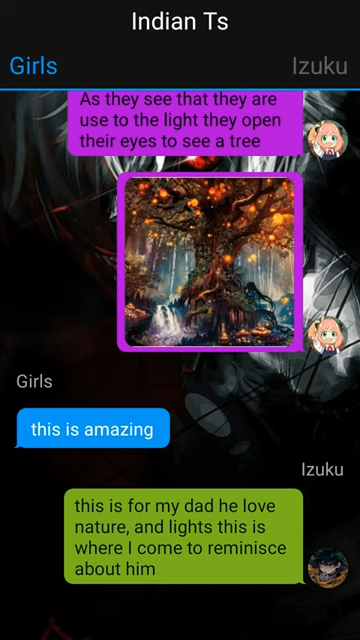 Indian Ts
Girls
Izuku
As they see that they are
use to the light they open
their eyes to see a tree
Girls
this is amazing
Izuku
this is for my dad he love
nature, and lights this is
where I come to reminisce
about him